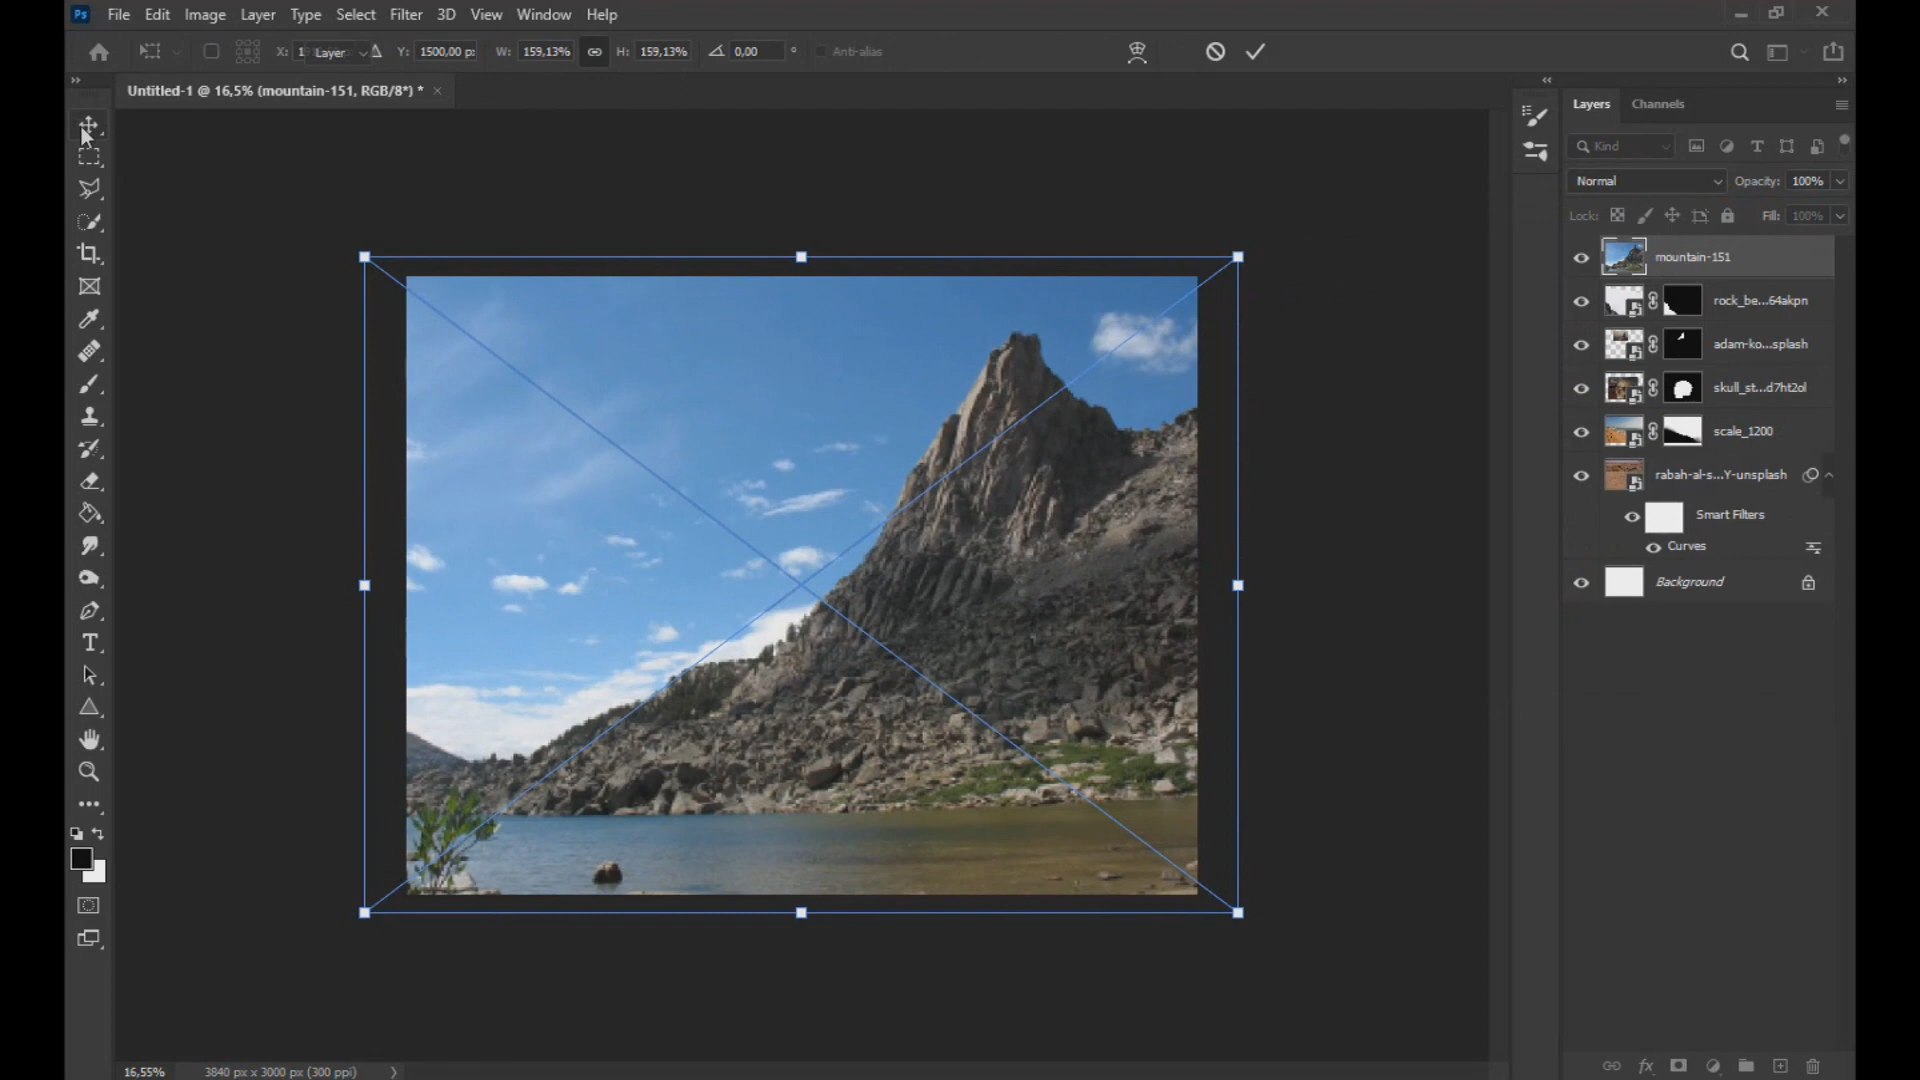 Ps File Edit Image Layer Type Select Filter 3D View Window Help
X: 1 Layer Y: 1500,00 p: W: 159,13% H: 159,13% 0,00 ° Anti-alias
Untitled-1 @ 16,5% (mountain-151, RGB/8*) * ×
Layers Channels
Kind
Normal Opacity: 100%
Lock: Fill: 100%
mountain-151
rock_be...64akpn
adam-ko...splash
skull_st...d7ht2ol
scale_1200
rabah-al-s...Y-unsplash
Smart Filters
Curves
Background
16,55% 3840 px x 3000 px (300 ppi)